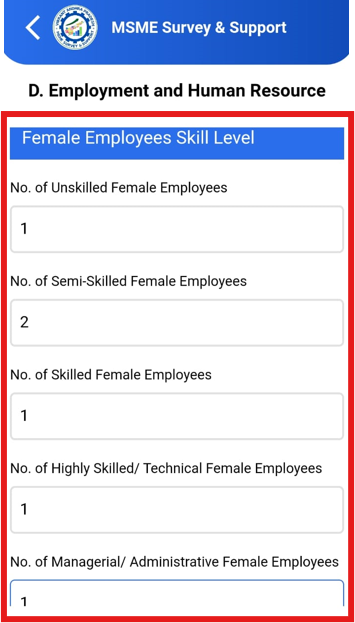 MSME Survey & Support
D. Employment and Human Resource
Female Employees Skill Level
No. of Unskilled Female Employees
1
No. of Semi-Skilled Female Employees
2
No. of Skilled Female Employees
1
No. of Highly Skilled/ Technical Female Employees
1
No. of Managerial/ Administrative Female Employees
1